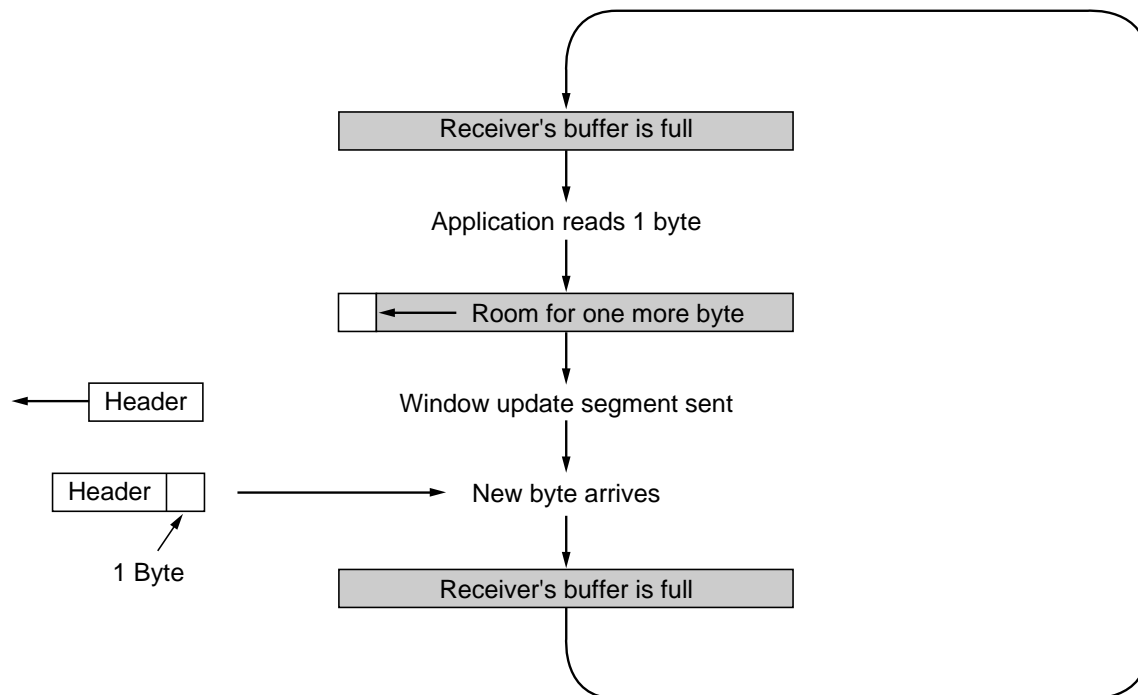 Receiver's buffer is full
Application reads 1 byte
Room for one more byte
Header
Window update segment sent
Header
New byte arrives
1 Byte
Receiver's buffer is full